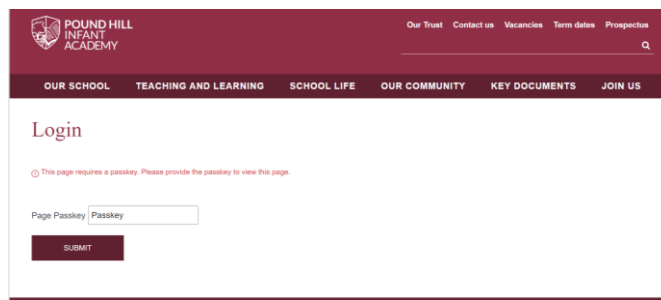 POUND HILL
INFANT
ACADEMY
Our Trust Contact us Vacancies Term dates Prospectus
OUR SCHOOL TEACHING AND LEARNING SCHOOL LIFE OUR COMMUNITY KEY DOCUMENTS JOIN US
Login
This page requires a passkey. Please provide the passkey to view this page.
Page Passkey Passkey
SUBMIT